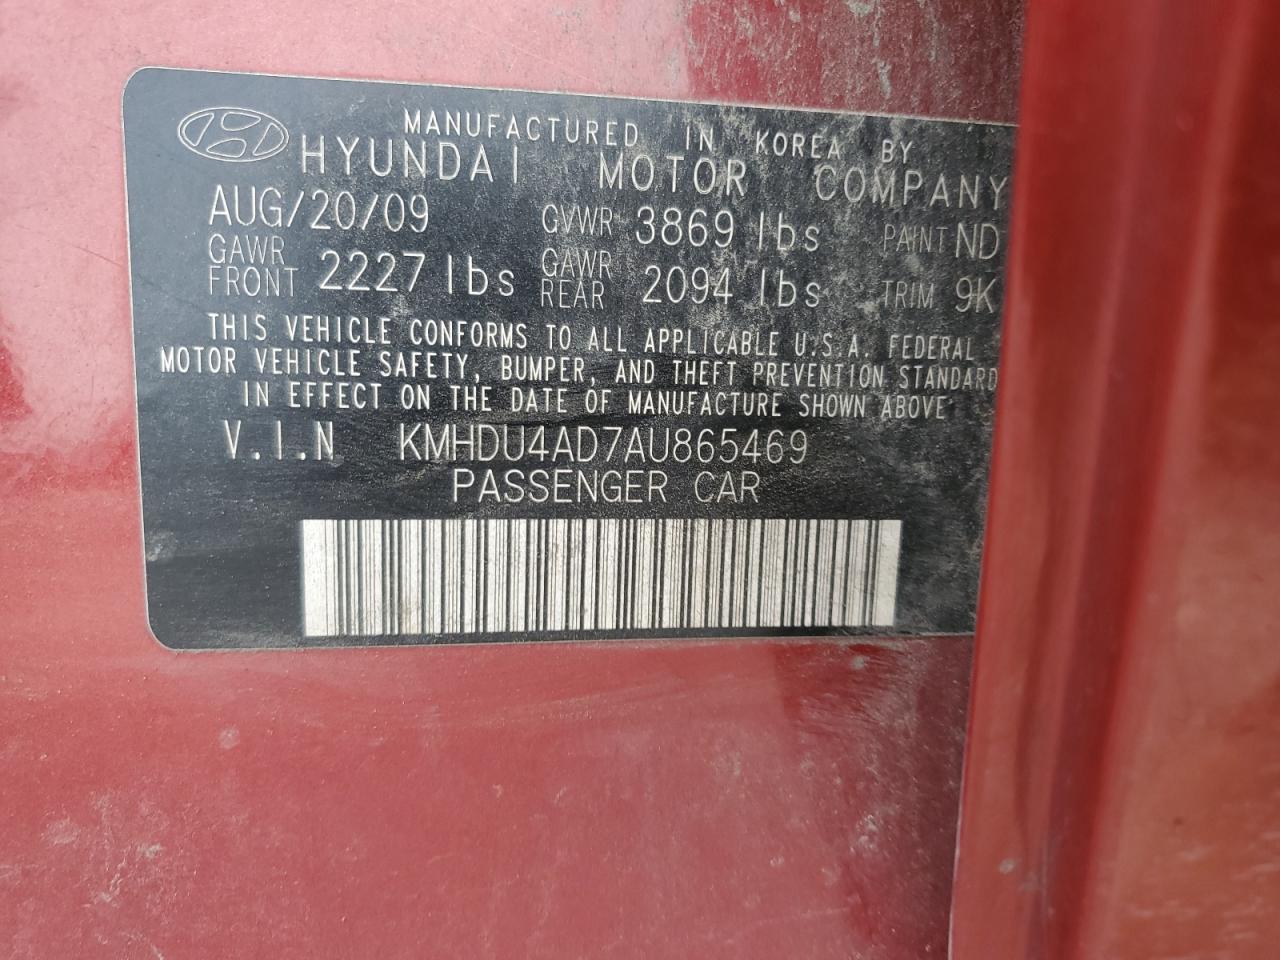 MANUFACTURED IN KOREA BY
HYUNDAI MOTOR COMPANY
AUG/20/09 GVWR 3869 lbs PAINT ND
GAWR FRONT 2227 lbs GAWR REAR 2094 lbs TRIM 9K
THIS VEHICLE CONFORMS TO ALL APPLICABLE U.S.A. FEDERAL
MOTOR VEHICLE SAFETY, BUMPER, AND THEFT PREVENTION STANDARD
IN EFFECT ON THE DATE OF MANUFACTURE SHOWN ABOVE
V.I.N KMHDU4AD7AU865469
PASSENGER CAR